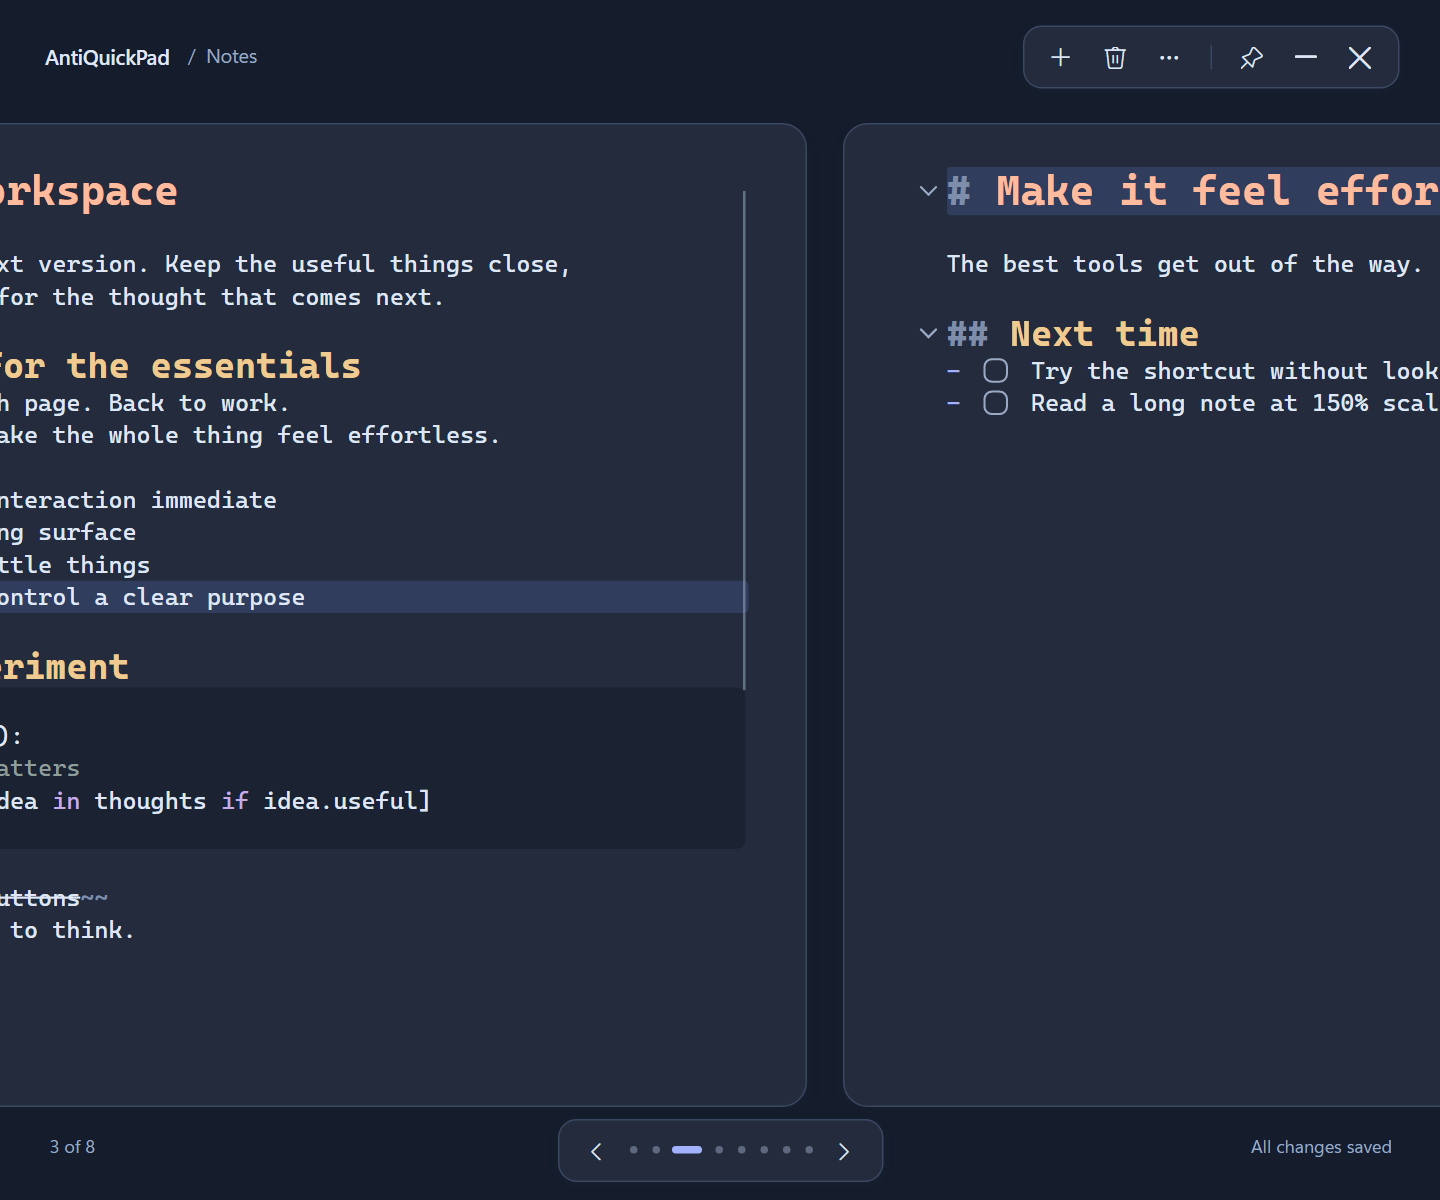 AntiQuickPad / Notes
rkspace
xt version. Keep the useful things close,
for the thought that comes next.
for the essentials
h page. Back to work.
ake the whole thing feel effortless.
nteraction immediate
ng surface
ttle things
ontrol a clear purpose
eriment
():
atters
dea in thoughts if idea.useful]
uttons~~
to think.
# Make it feel effor
The best tools get out of the way.
## Next time
- Try the shortcut without look
- Read a long note at 150% scal
3 of 8
All changes saved